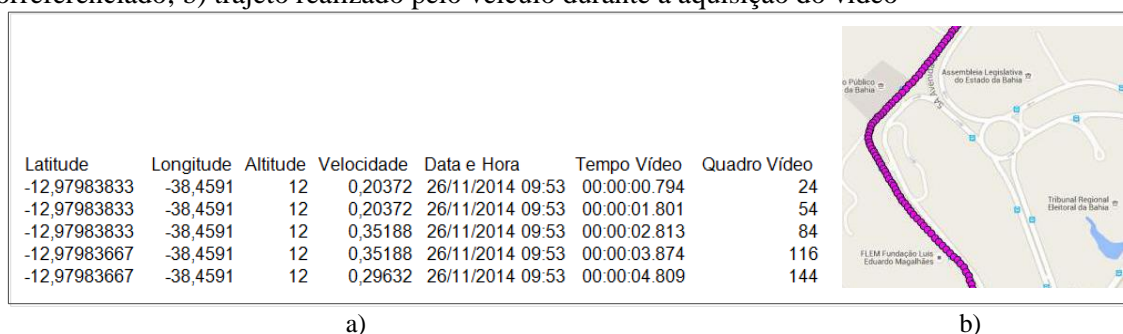 orreferenciado; b) trajeto realizado pelo veículo durante a aquisição do vídeo
Latitude Longitude Altitude Velocidade Data e Hora Tempo Vídeo Quadro Vídeo
-12,97983833 -38,4591 12 0,20372 26/11/2014 09:53 00:00:00.794 24
-12,97983833 -38,4591 12 0,20372 26/11/2014 09:53 00:00:01.801 54
-12,97983833 -38,4591 12 0,35188 26/11/2014 09:53 00:00:02.813 84
-12,97983667 -38,4591 12 0,35188 26/11/2014 09:53 00:00:03.874 116
-12,97983667 -38,4591 12 0,29632 26/11/2014 09:53 00:00:04.809 144
Assembleia Legislativa
do Estado da Bahia
o Público
da Bahia
5A Avenida
Tribunal Regional
Eleitoral da Bahia
FLEM Fundação Luis
Eduardo Magalhães
a) b)